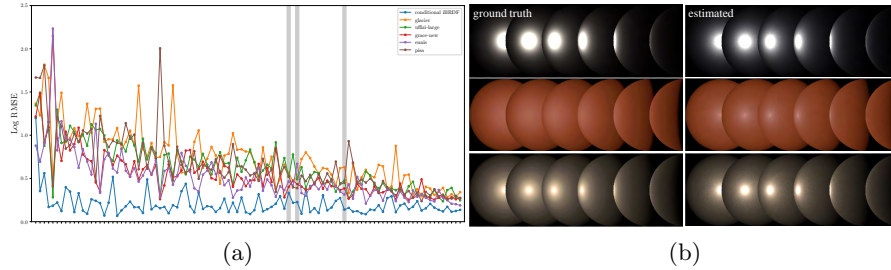 conditional iBRDF
glacier
uffizi-large
grace-new
ennis
pisa
Log RMSE
2.5
2.0
1.5
1.0
0.5
0.0
ground truth
estimated
(a)
(b)